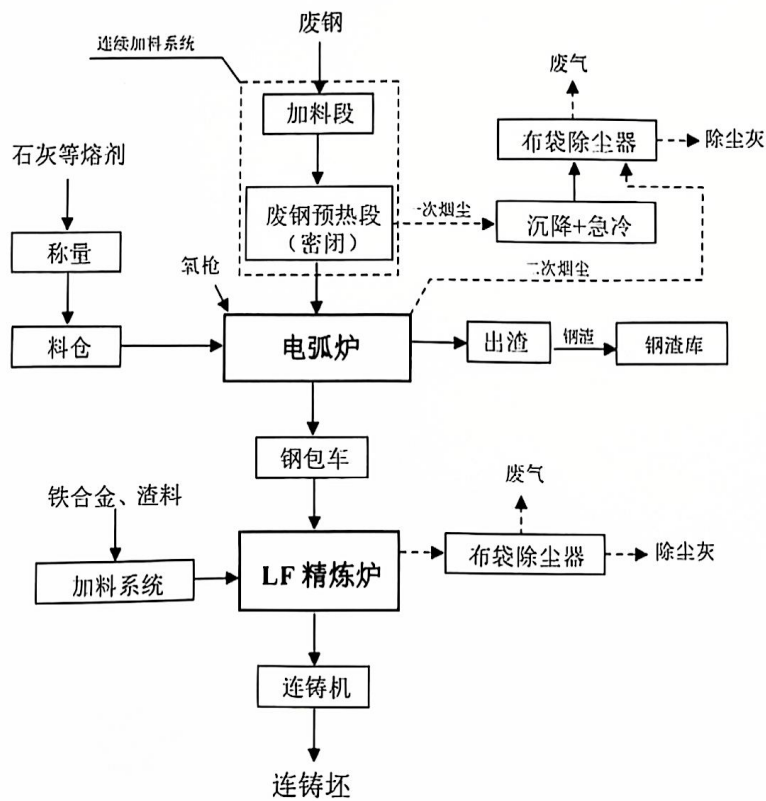 废钢
连续加料系统
废气
加料段
布袋除尘器
除尘灰
石灰等熔剂
废钢预热段
（密闭）
一次烟尘
沉降+急冷
称量
氧枪
二次烟尘
料仓
电弧炉
出渣
钢渣
钢渣库
钢包车
废气
铁合金、渣料
布袋除尘器
除尘灰
LF 精炼炉
加料系统
连铸机
连铸坯